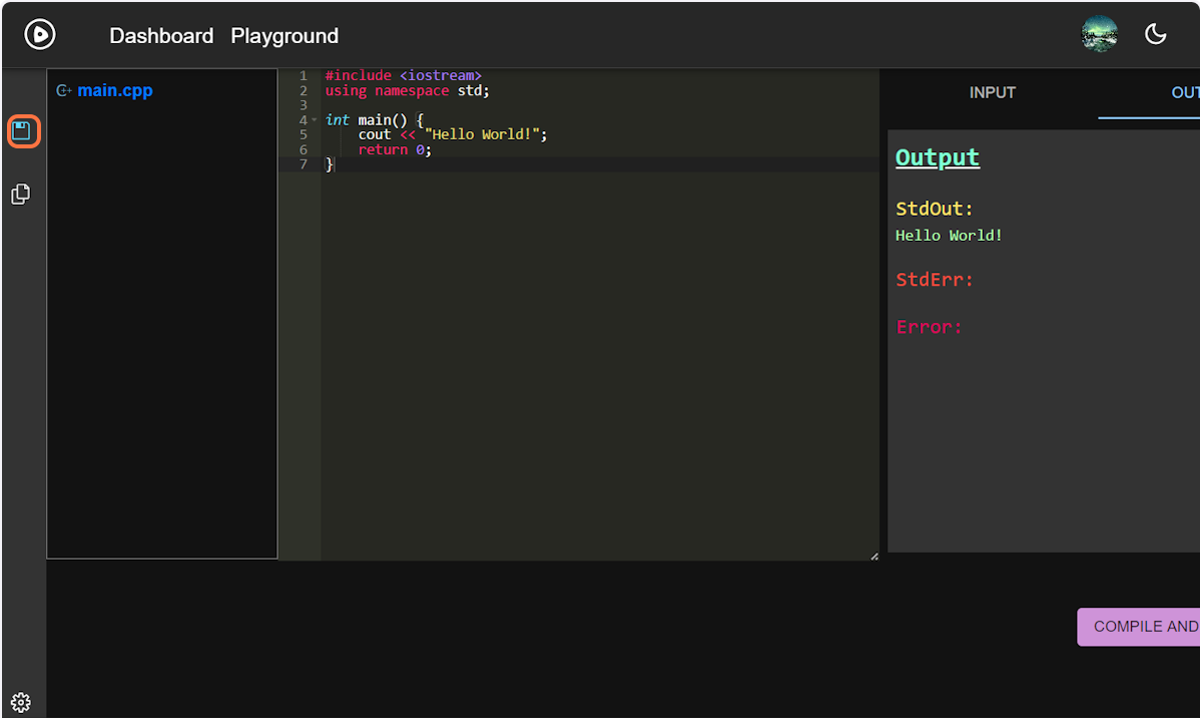 Dashboard Playground
main.cpp
1 #include <iostream>
2 using namespace std;
3
4 int main() {
5 cout << "Hello World!";
6 return 0;
7 }
INPUT
OUT
Output
StdOut:
Hello World!
StdErr:
Error:
COMPILE AND